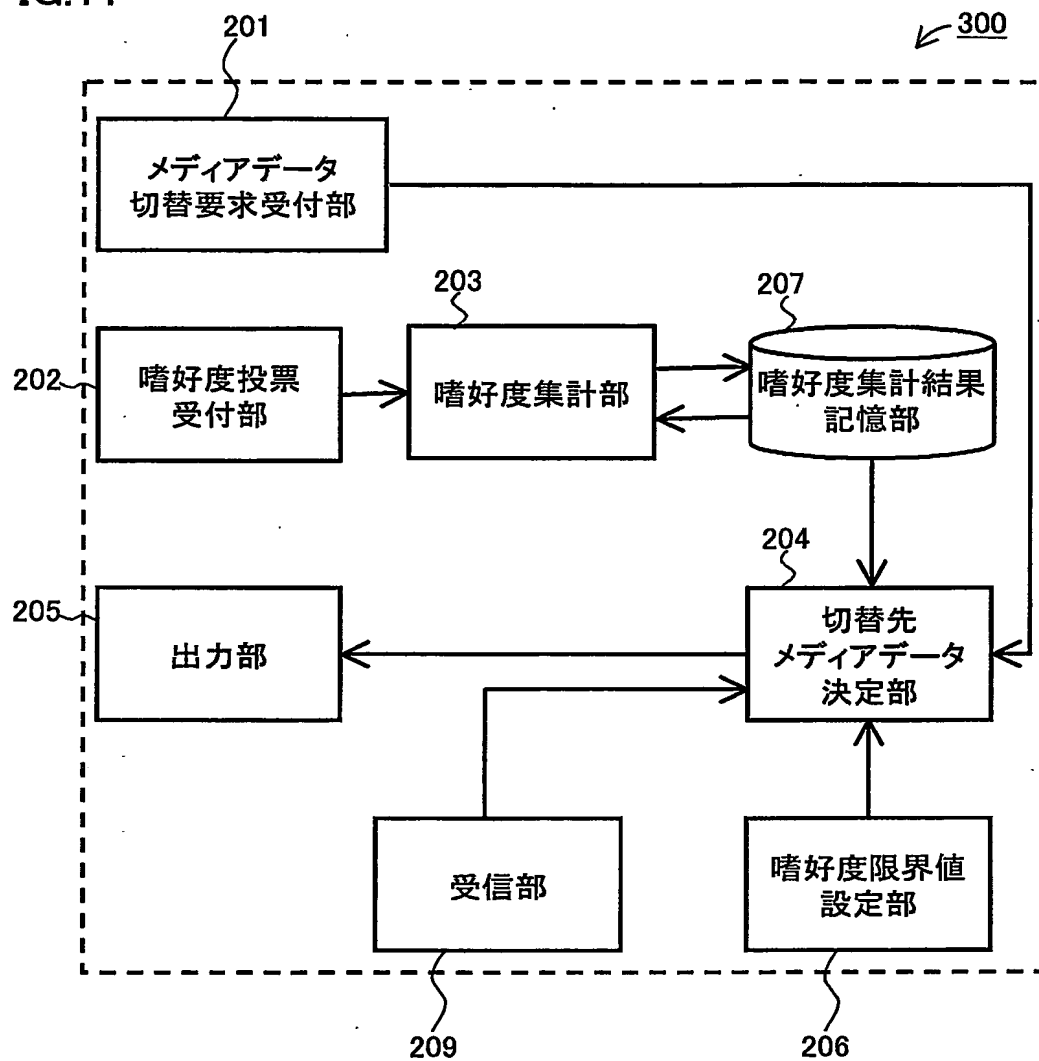 300
201
メディアデータ
切替要求受付部
203
207
202
嗜好度投票
受付部
嗜好度集計部
嗜好度集計結果
記憶部
204
205
出力部
切替先
メディアデータ
決定部
受信部
嗜好度限界値
設定部
209
206